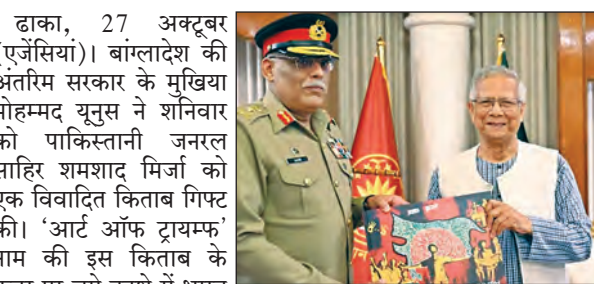 ढाका, 27 अक्टूबर
(एजेंसियां)। बांग्लादेश की
अंतरिम सरकार के मुखिया
मोहम्मद यूनुस ने शनिवार
को पाकिस्तानी जनरल
साहिर शमशाद मिर्जा को
एक विवादित किताब गिफ्ट
की। ‘आर्ट ऑफ ट्रायम्फ’
नाम की इस किताब के